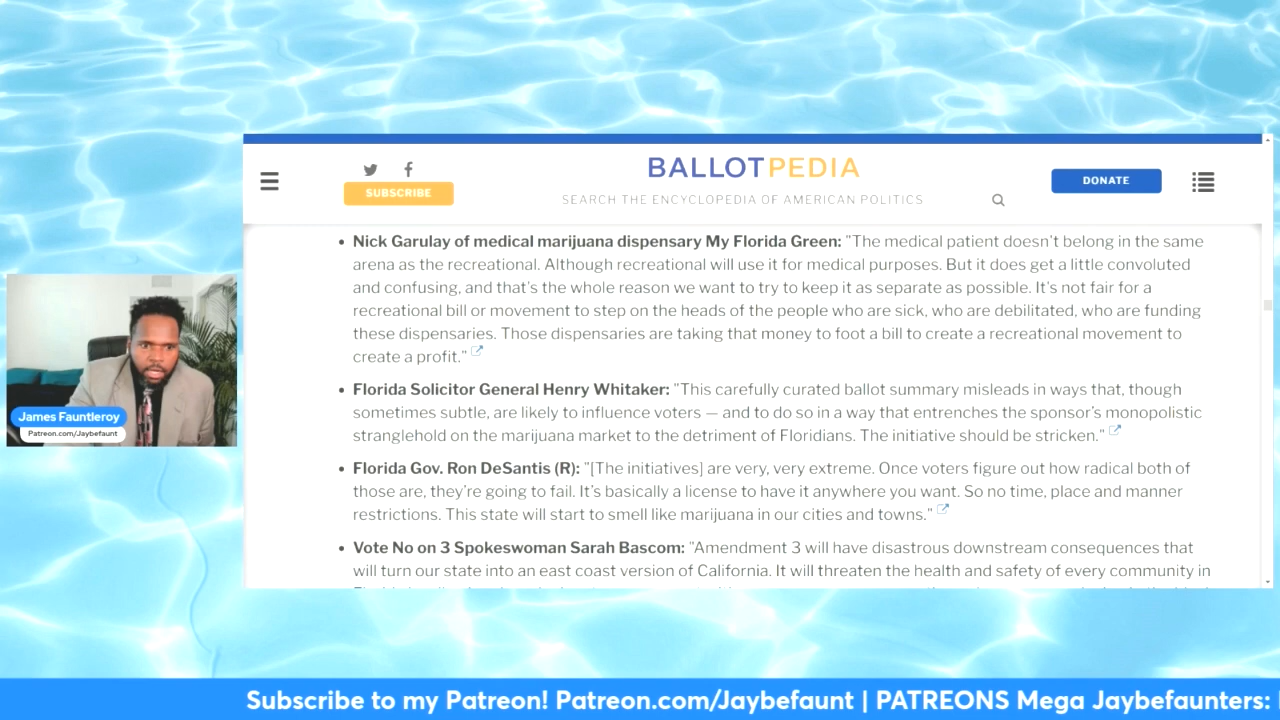 BALLOTPEDIA
SUBSCRIBE
SEARCH THE ENCYCLOPEDIA OF AMERICAN POLITICS
DONATE
• Nick Garulay of medical marijuana dispensary My Florida Green: "The medical patient doesn't belong in the same
arena as the recreational. Although recreational will use it for medical purposes. But it does get a little convoluted
and confusing, and that's the whole reason we want to try to keep it as separate as possible. It's not fair for a
recreational bill or movement to step on the heads of the people who are sick, who are debilitated, who are funding
these dispensaries. Those dispensaries are taking that money to foot a bill to create a recreational movement to
create a profit."
• Florida Solicitor General Henry Whitaker: "This carefully curated ballot summary misleads in ways that, though
sometimes subtle, are likely to influence voters — and to do so in a way that entrenches the sponsor's monopolistic
stranglehold on the marijuana market to the detriment of Floridians. The initiative should be stricken."
• Florida Gov. Ron DeSantis (R): "[The initiatives] are very, very extreme. Once voters figure out how radical both of
those are, they're going to fail. It's basically a license to have it anywhere you want. So no time, place and manner
restrictions. This state will start to smell like marijuana in our cities and towns."
• Vote No on 3 Spokeswoman Sarah Bascom: "Amendment 3 will have disastrous downstream consequences that
will turn our state into an east coast version of California. It will threaten the health and safety of every community in
James Fauntleroy
Patreon.com/Jaybefaunt
Subscribe to my Patreon! Patreon.com/Jaybefaunt | PATREONS Mega Jaybefaunters: